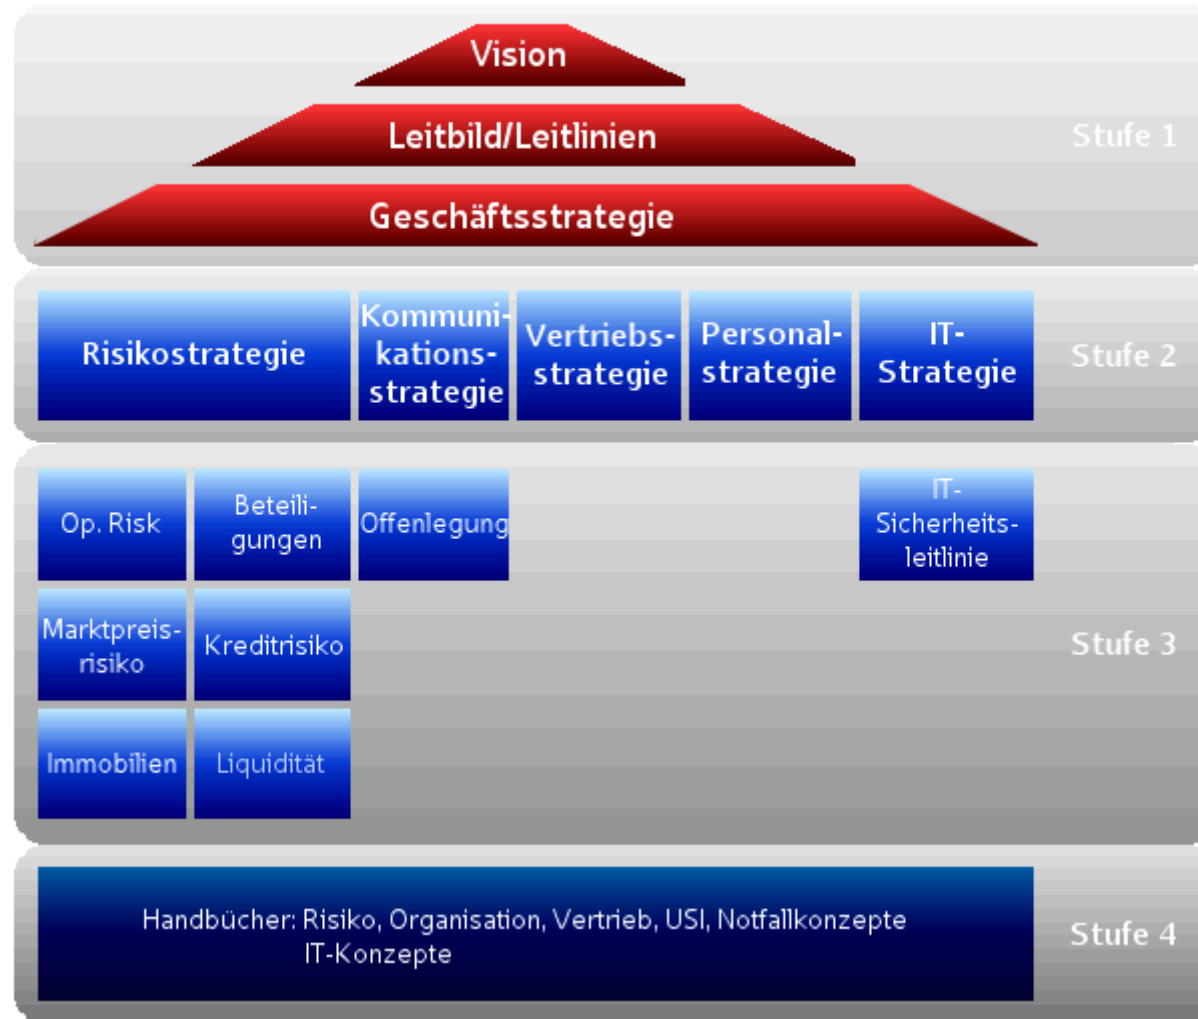 Vision
Leitbild/Leitlinien
Stufe 1
Geschäftsstrategie
Risikostrategie
Kommuni-
kations-
strategie
Vertriebs-
strategie
Personal-
strategie
IT-
Strategie
Stufe 2
Op. Risk
Beteili-
gungen
Offenlegung
IT-
Sicherheits-
leitlinie
Marktpreis-
risiko
Kreditrisiko
Stufe 3
Immobilien
Liquidität
Handbücher: Risiko, Organisation, Vertrieb, USI, Notfallkonzepte
IT-Konzepte
Stufe 4